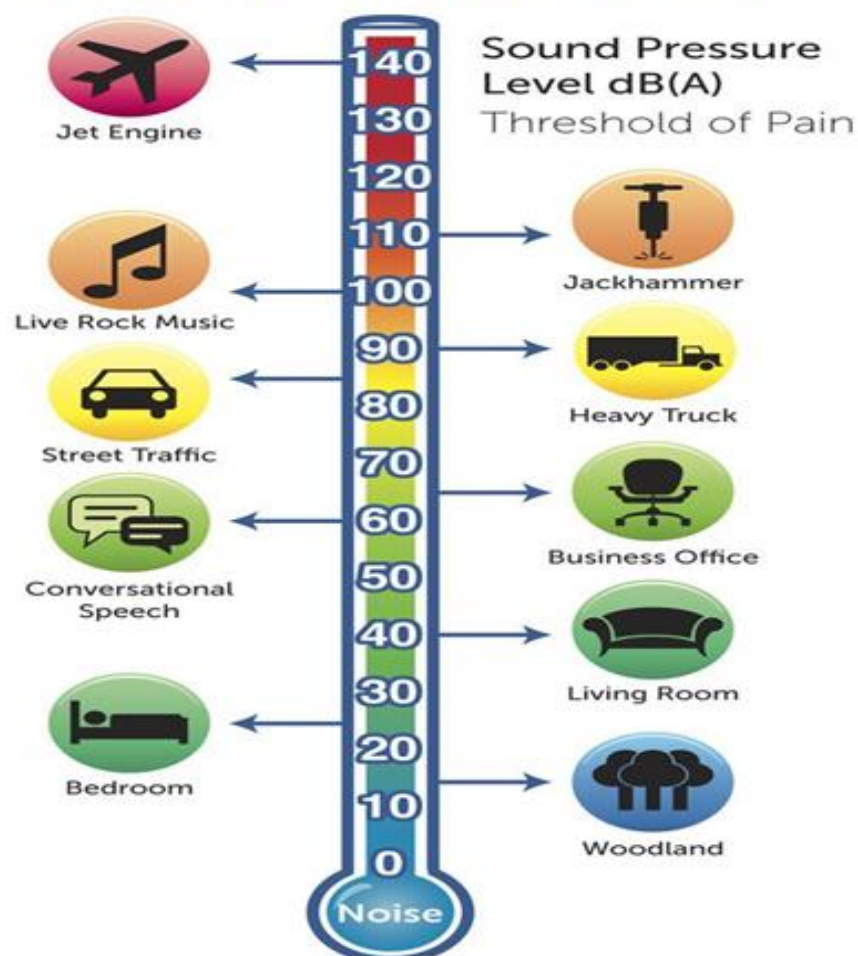 Sound Pressure
Level dB(A)
Threshold of Pain
140
Jet Engine
130
120
110
Jackhammer
100
Live Rock Music
90
Heavy Truck
Street Traffic
80
70
Business Office
60
Conversational
Speech
50
40
Living Room
30
Bedroom
20
10
Woodland
0
Noise